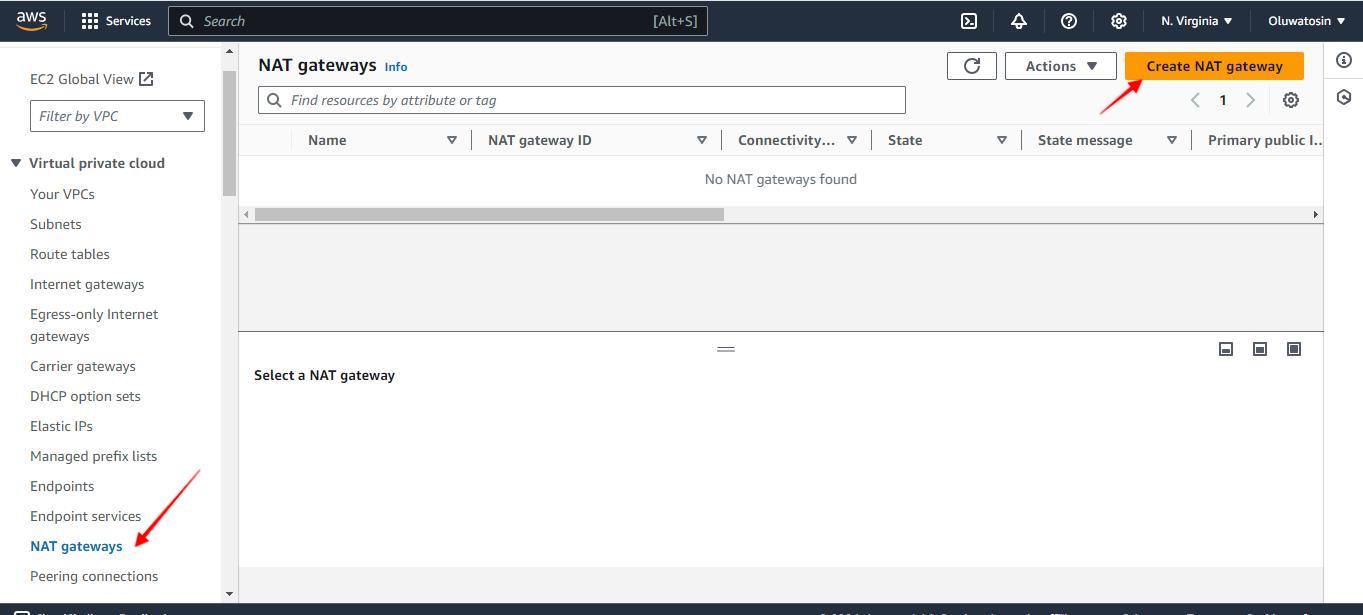 aws Services Search [Alt+S] N. Virginia Oluwatosin
EC2 Global View
Filter by VPC
Virtual private cloud
Your VPCs
Subnets
Route tables
Internet gateways
Egress-only Internet
gateways
Carrier gateways
DHCP option sets
Elastic IPs
Managed prefix lists
Endpoints
Endpoint services
NAT gateways
Peering connections
NAT gateways Info
Actions
Create NAT gateway
Find resources by attribute or tag
1
Name NAT gateway ID Connectivity... State State message Primary public I...
No NAT gateways found
Select a NAT gateway